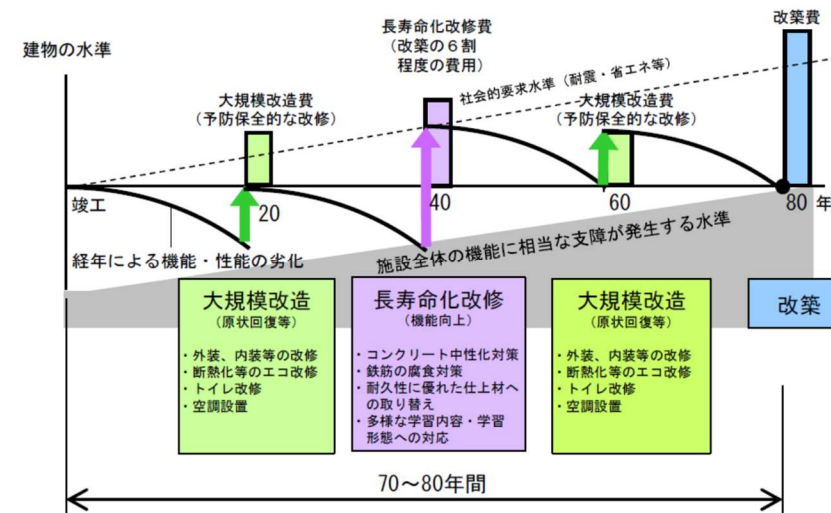 改築費
長寿命化改修費
(改築の6割
程度の費用)
建物の水準
社会的要求水準(耐震・省エネ等)
大規模改造費
(予防保全的な改修)
大規模改造費
(予防保全的な改修)
竣工
20
40
60
80 年
経年による機能・性能の劣化
施設全体の機能に相当な支障が発生する水準
大規模改造
(原状回復等)
・外装、内装等の改修
・断熱化等のエコ改修
・トイレ改修
・空調設置
長寿命化改修
(機能向上)
・コンクリート中性化対策
・鉄筋の腐食対策
・耐久性に優れた仕上材へ
の取り替え
・多様な学習内容・学習
形態への対応
大規模改造
(原状回復等)
・外装、内装等の改修
・断熱化等のエコ改修
・トイレ改修
・空調設置
改築
70～80年間